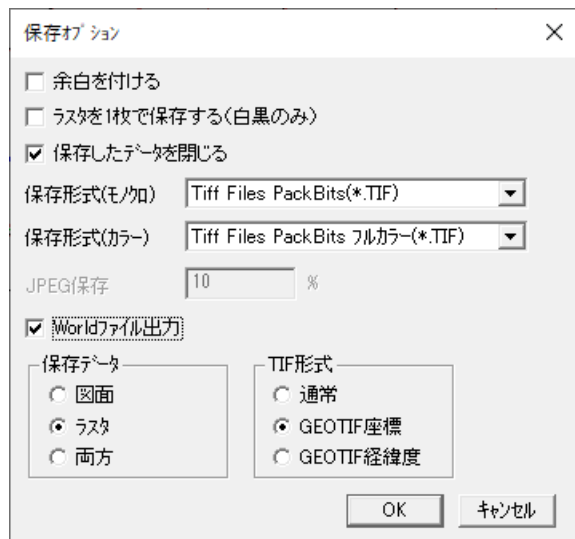 保存ｵﾌﾟｼｮﾝ
余白を付ける
ﾗｽﾀを1枚で保存する(白黒のみ)
保存したﾃﾞｰﾀを閉じる
保存形式(ﾓﾉｸﾛ) Tiff Files PackBits(*.TIF)
保存形式(ｶﾗｰ) Tiff Files PackBits ﾌﾙｶﾗｰ(*.TIF)
JPEG保存 10 %
Worldﾌｧｲﾙ出力
保存ﾃﾞｰﾀ
図面
ﾗｽﾀ
両方
TIF形式
通常
GEOTIF座標
GEOTIF経緯度
OK ｷｬﾝｾﾙ